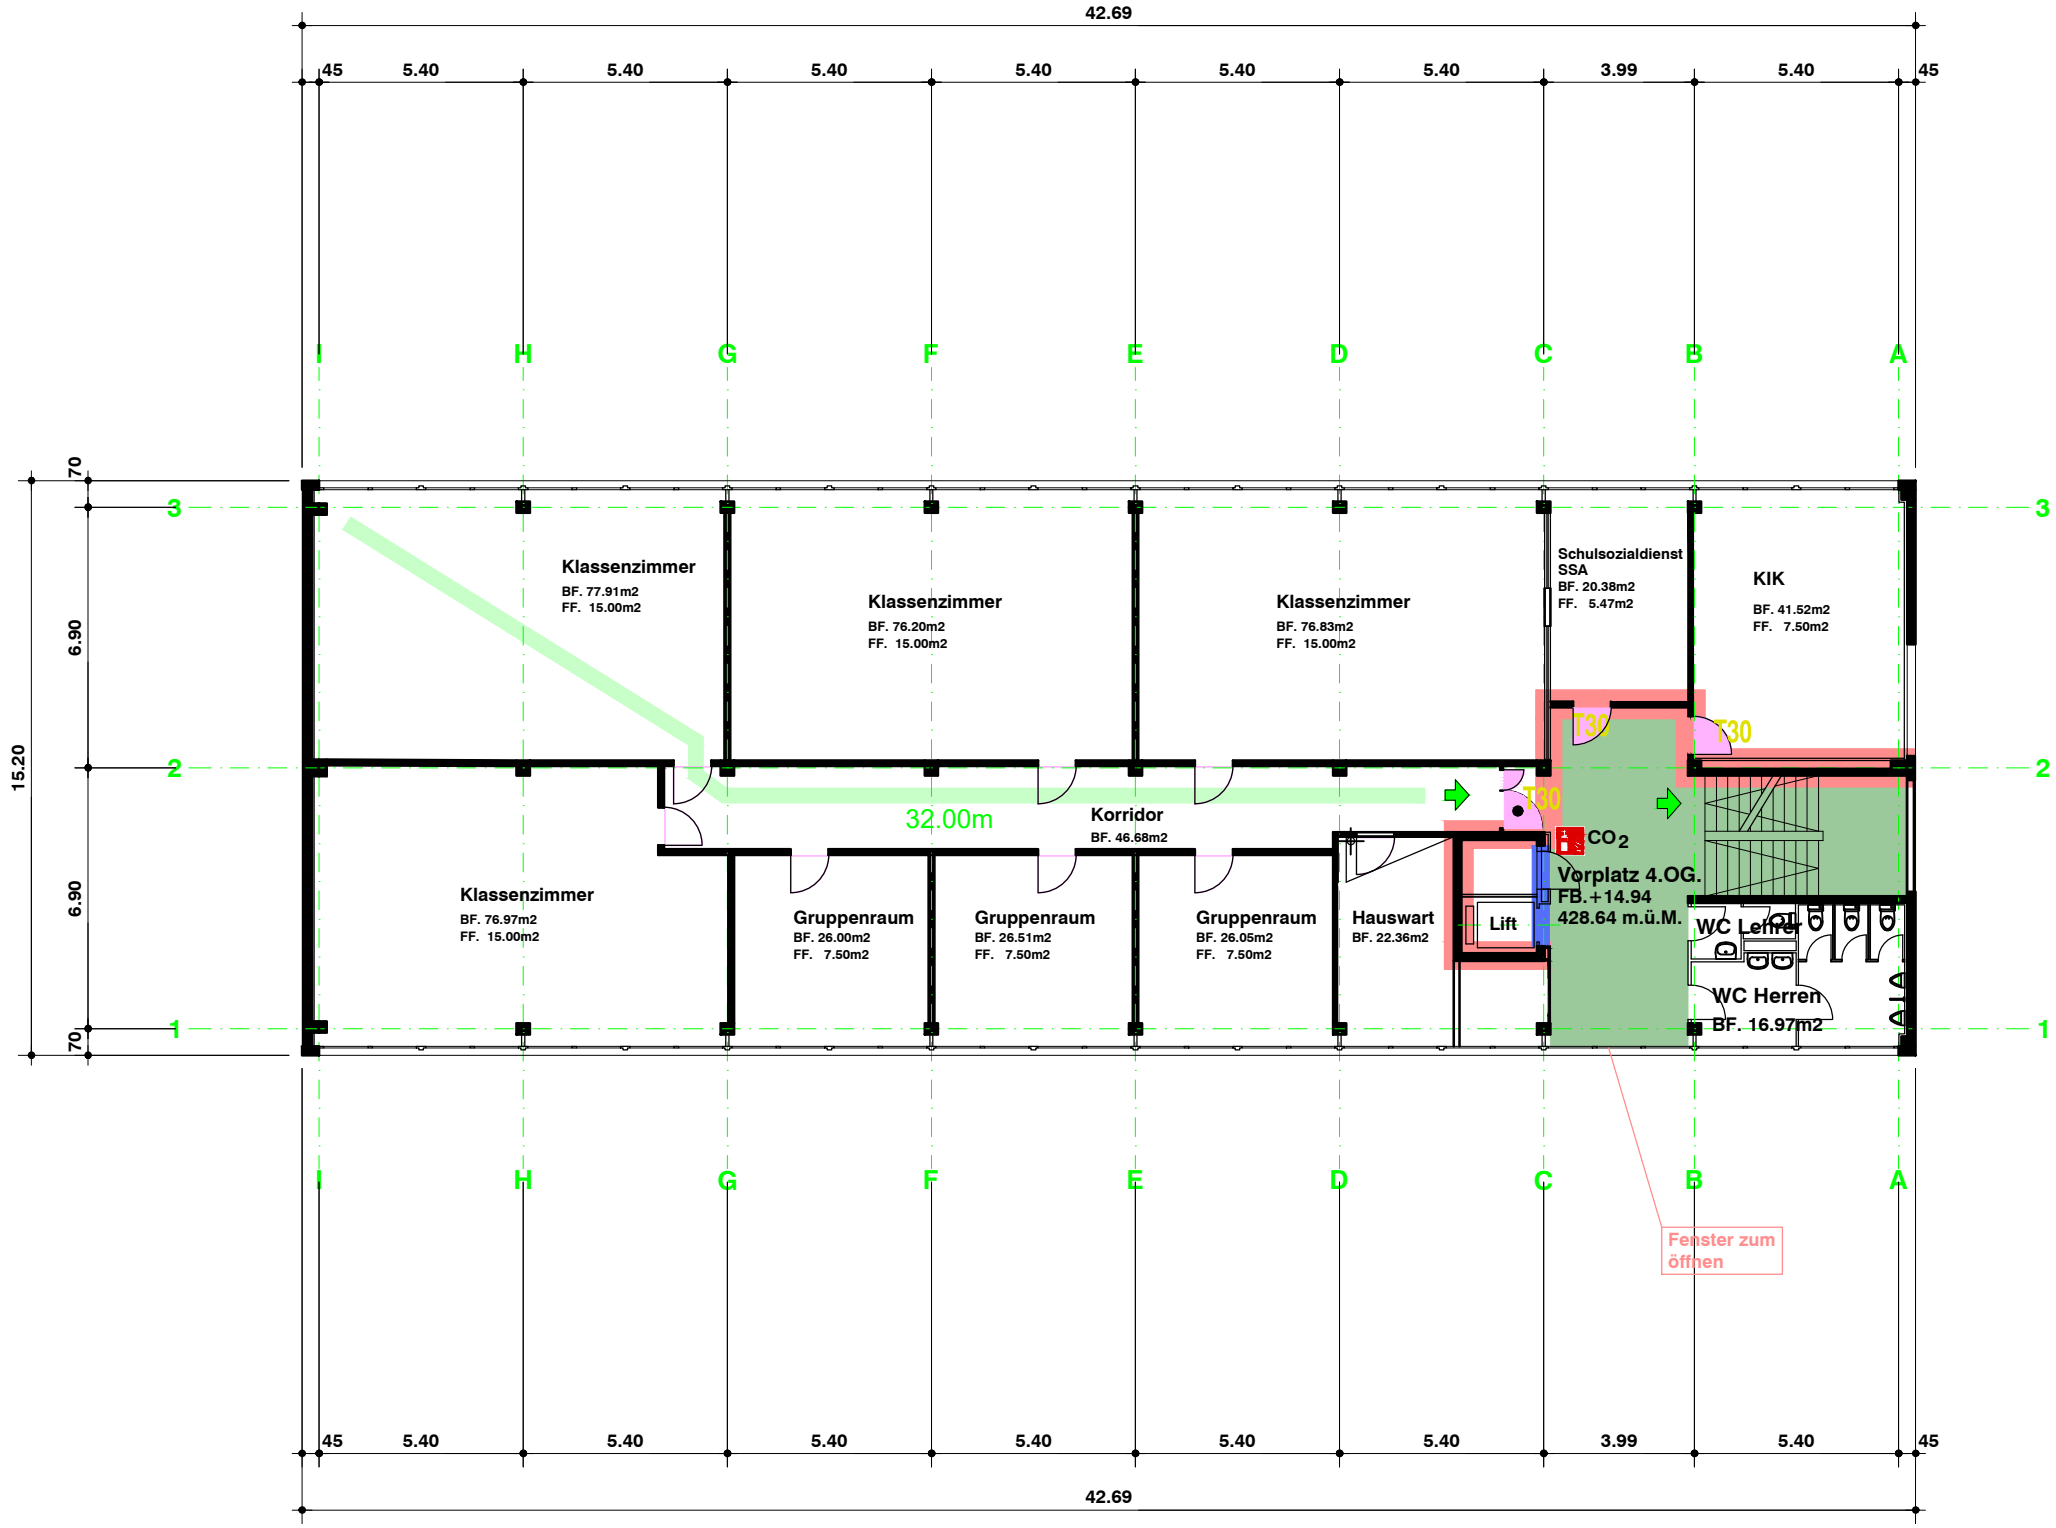 42.69
45 5.40 5.40 5.40 5.40 5.40 5.40 3.99 5.40 45
I H G F E D C B A
70
3 3
Klassenzimmer
BF. 77.91m2
FF. 15.00m2
Klassenzimmer
BF. 76.20m2
FF. 15.00m2
Klassenzimmer
BF. 76.83m2
FF. 15.00m2
Schulsozialdienst
SSA
BF. 20.38m2
FF. 5.47m2
KIK
BF. 41.52m2
FF. 7.50m2
6.90
T30
T30
15.20
2 2
T30
32.00m
Korridor
BF. 46.68m2
CO2
Vorplatz 4.OG.
FB.+14.94
428.64 m.ü.M.
Klassenzimmer
BF. 76.97m2
FF. 15.00m2
Gruppenraum
BF. 26.00m2
FF. 7.50m2
Gruppenraum
BF. 26.51m2
FF. 7.50m2
Gruppenraum
BF. 26.05m2
FF. 7.50m2
Hauswart
BF. 22.36m2
Lift
WC Lehrer
WC Herren
BF. 16.97m2
6.90
1 1
70
I H G F E D C B A
Fenster zum
öffnen
45 5.40 5.40 5.40 5.40 5.40 5.40 3.99 5.40 45
42.69